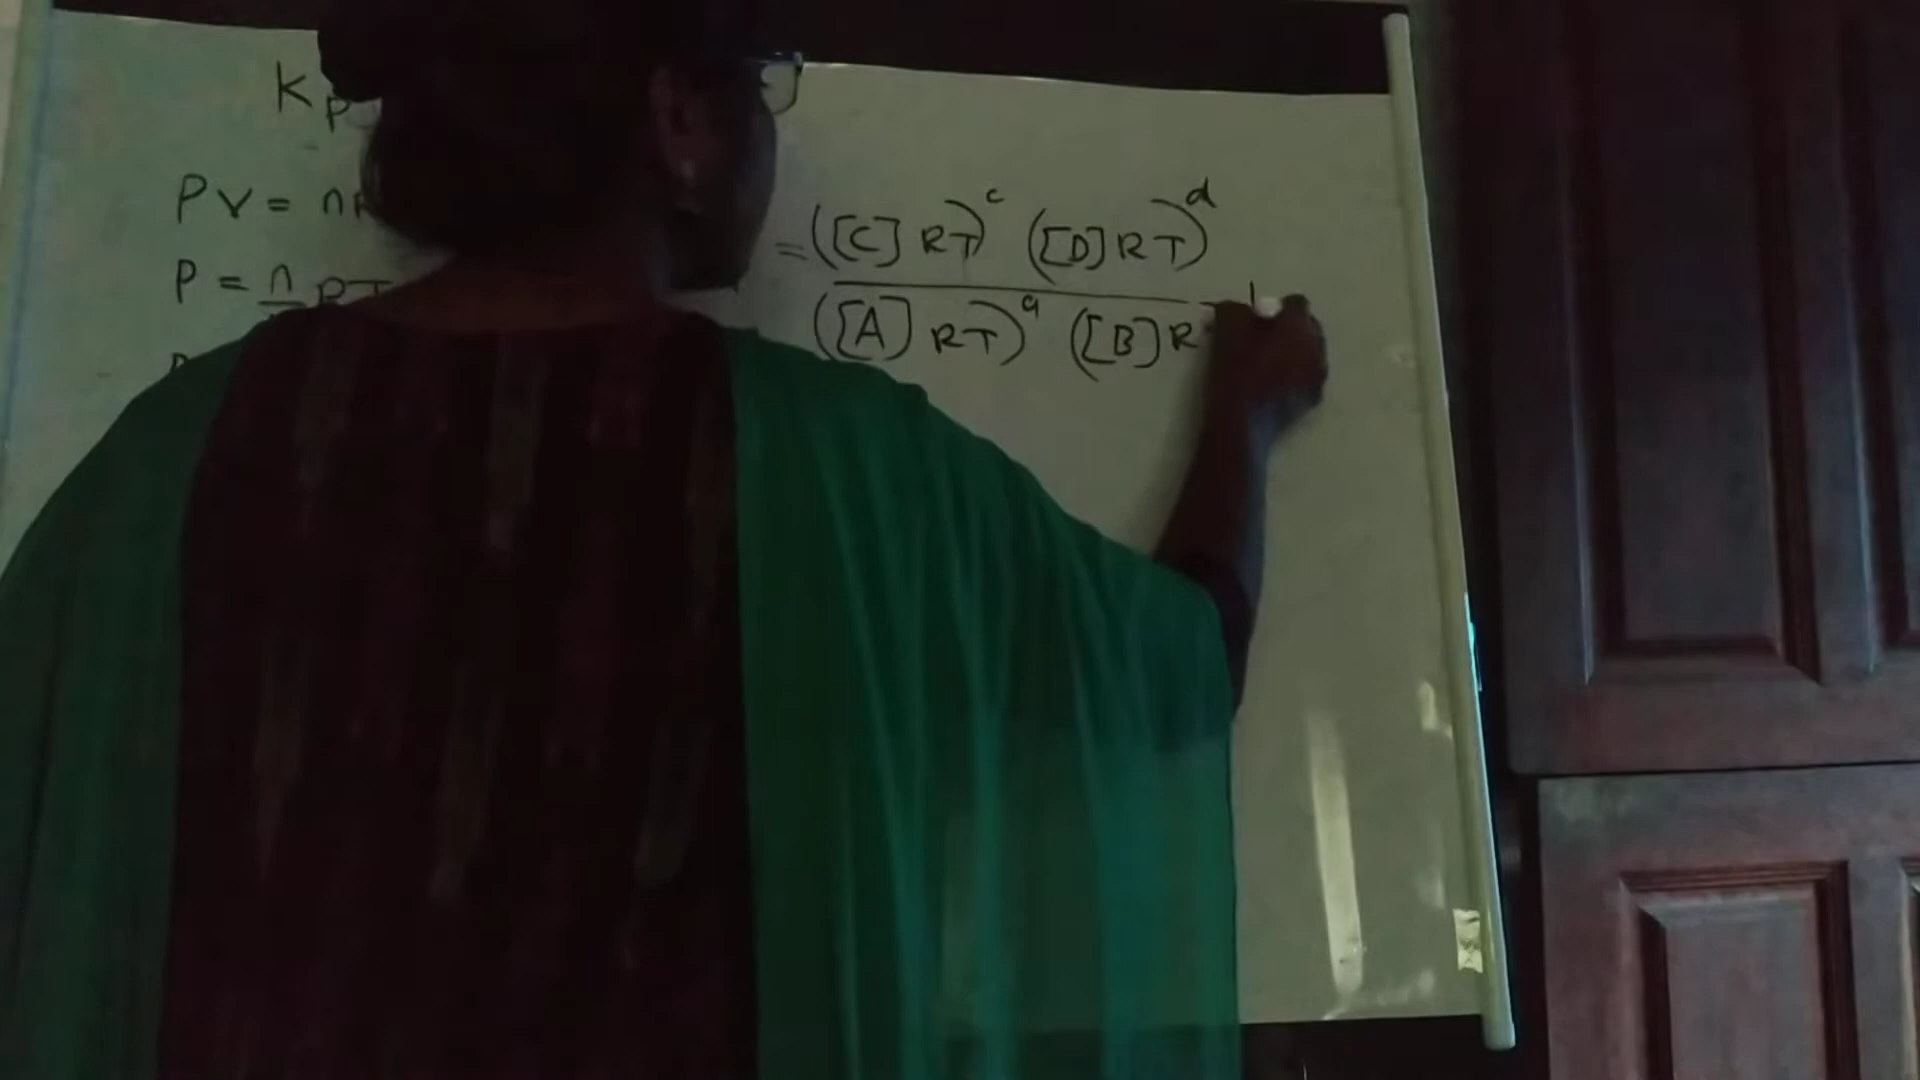 Kp
PV = nR
P = n RT
= ([C] RT)^c ([D] RT)^d
([A] RT)^a ([B] R